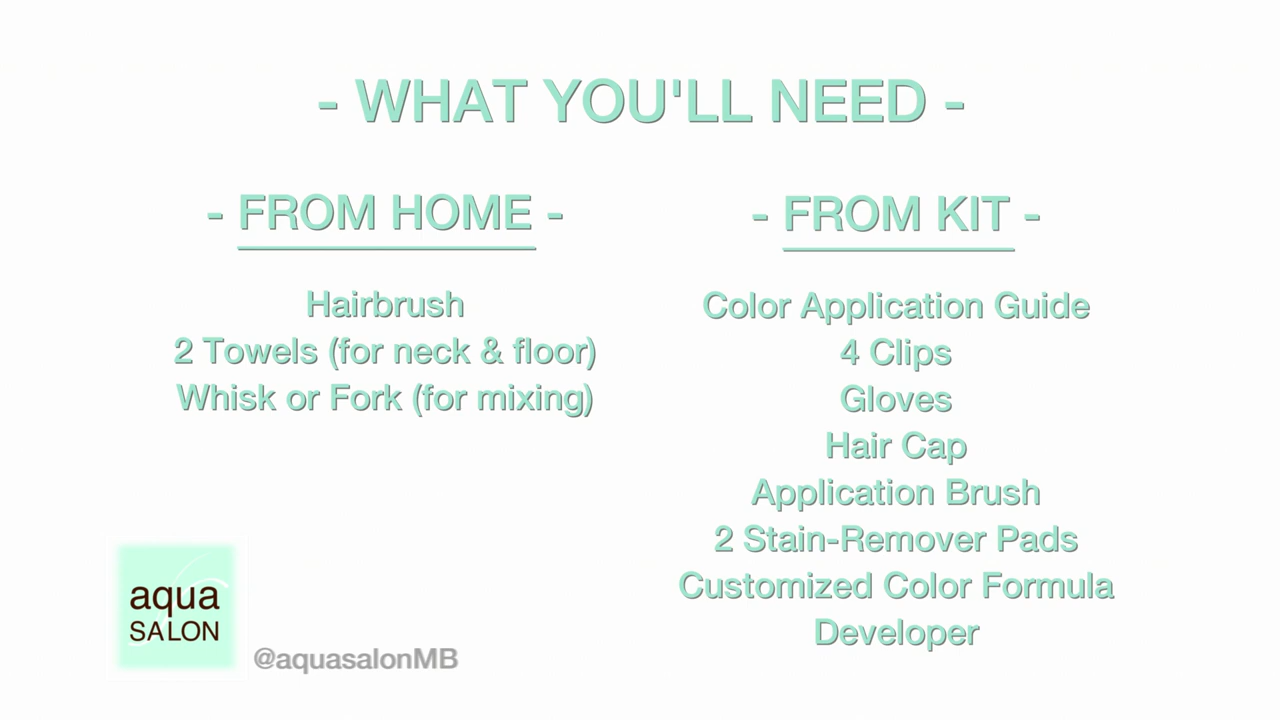 - WHAT YOU'LL NEED -
- FROM HOME -
Hairbrush
2 Towels (for neck & floor)
Whisk or Fork (for mixing)
- FROM KIT -
Color Application Guide
4 Clips
Gloves
Hair Cap
Application Brush
2 Stain-Remover Pads
Customized Color Formula
Developer
aqua
SALON
@aquasalonMB